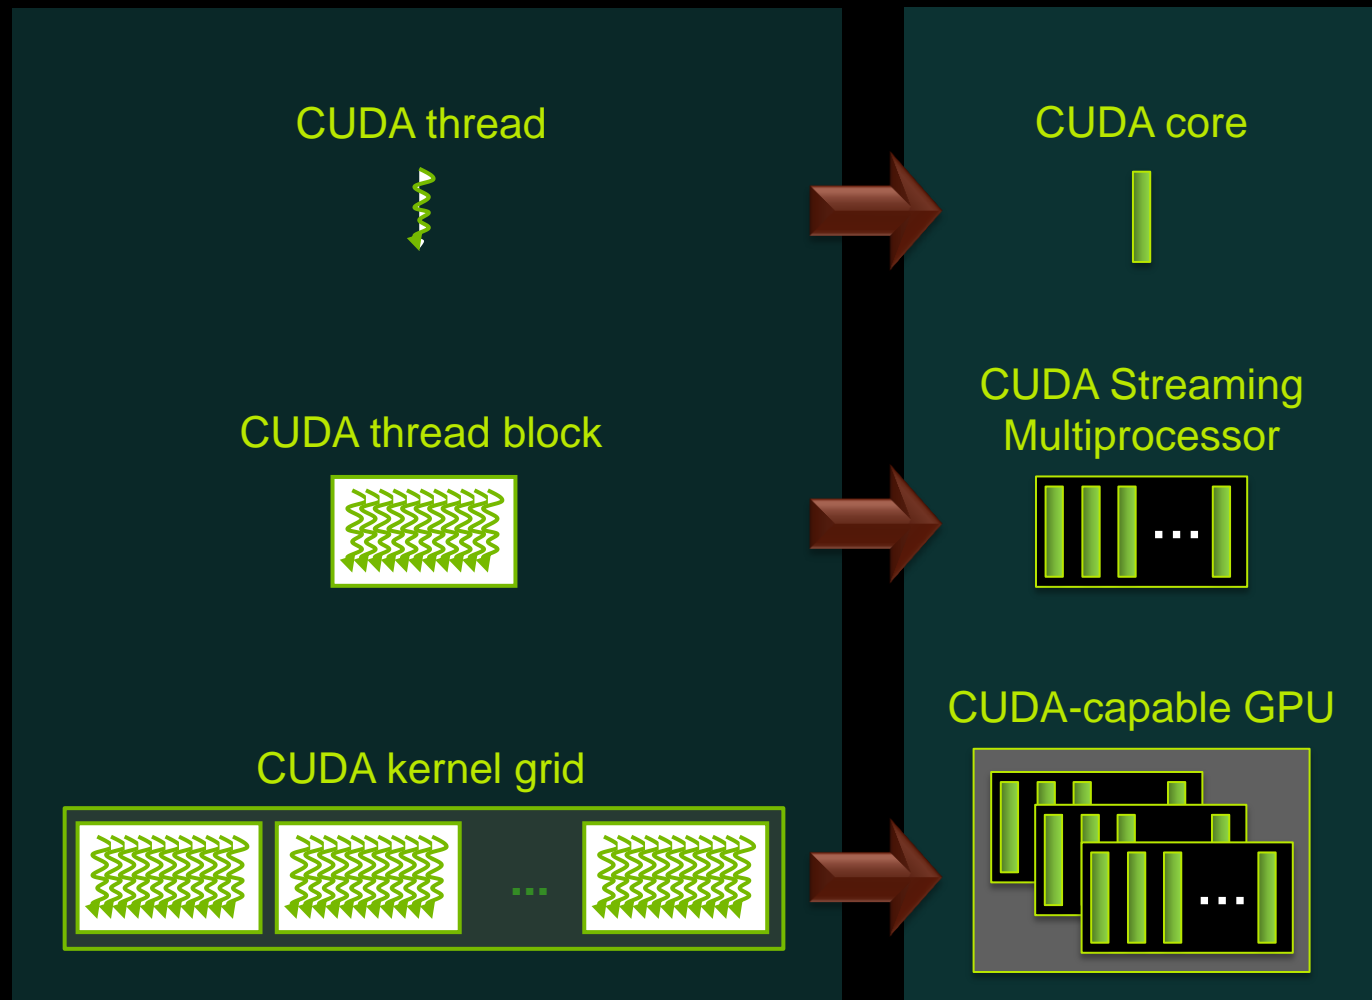 CUDA thread
CUDA core
CUDA thread block
CUDA Streaming
Multiprocessor
...
CUDA kernel grid
...
CUDA-capable GPU
...